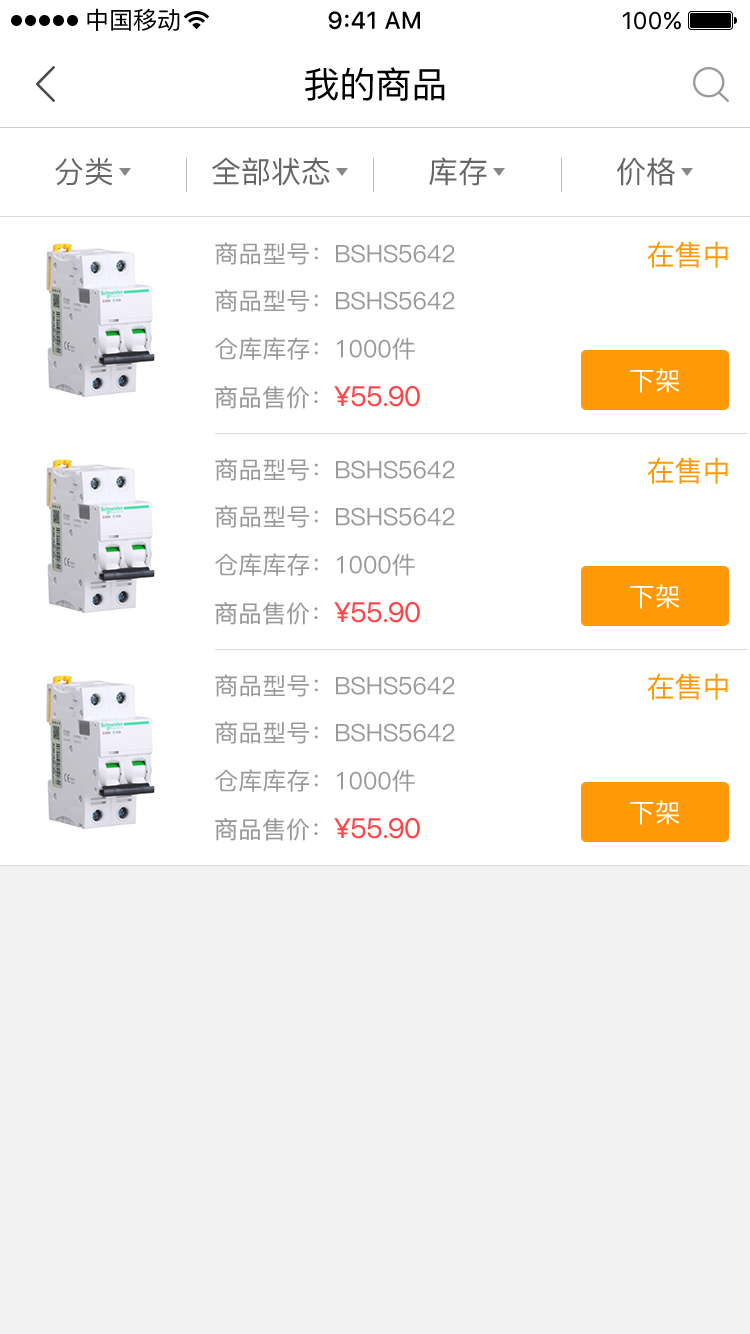 中国移动 9:41 AM 100%
我的商品
分类 全部状态 库存 价格
商品型号：BSHS5642 在售中
商品型号：BSHS5642
仓库库存：1000件
商品售价：¥55.90
下架
Schneider
商品型号：BSHS5642 在售中
商品型号：BSHS5642
仓库库存：1000件
商品售价：¥55.90
下架
Schneider
商品型号：BSHS5642 在售中
商品型号：BSHS5642
仓库库存：1000件
商品售价：¥55.90
下架
Schneider